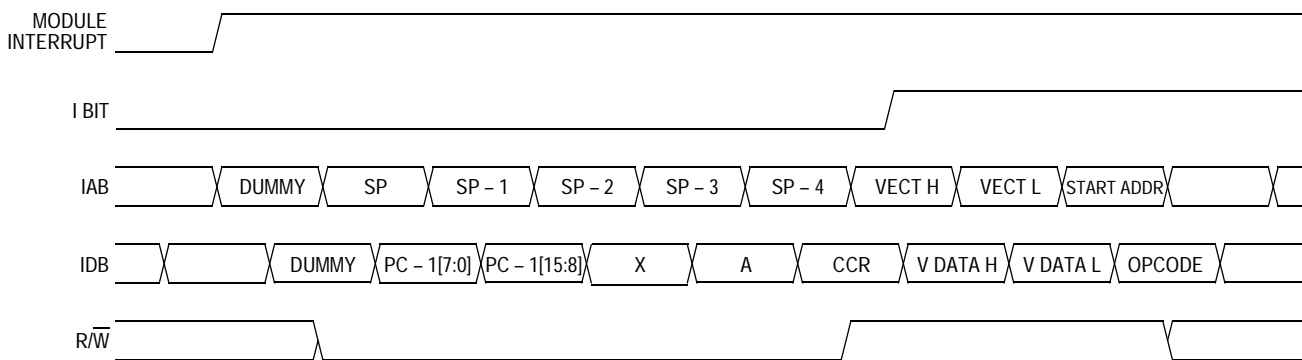 MODULE
INTERRUPT
I BIT
IAB DUMMY SP SP – 1 SP – 2 SP – 3 SP – 4 VECT H VECT L START ADDR
IDB DUMMY PC – 1[7:0] PC – 1[15:8] X A CCR V DATA H V DATA L OPCODE
R/W̅